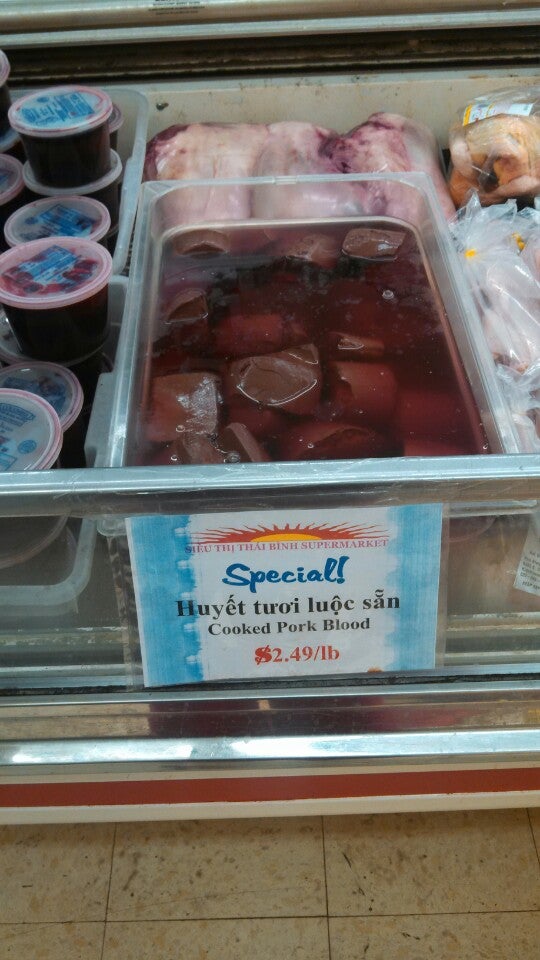 SIÊU THỊ THÁI BÌNH SUPERMARKET
Special!
Huyết tươi luộc sẵn
Cooked Pork Blood
$2.49/lb